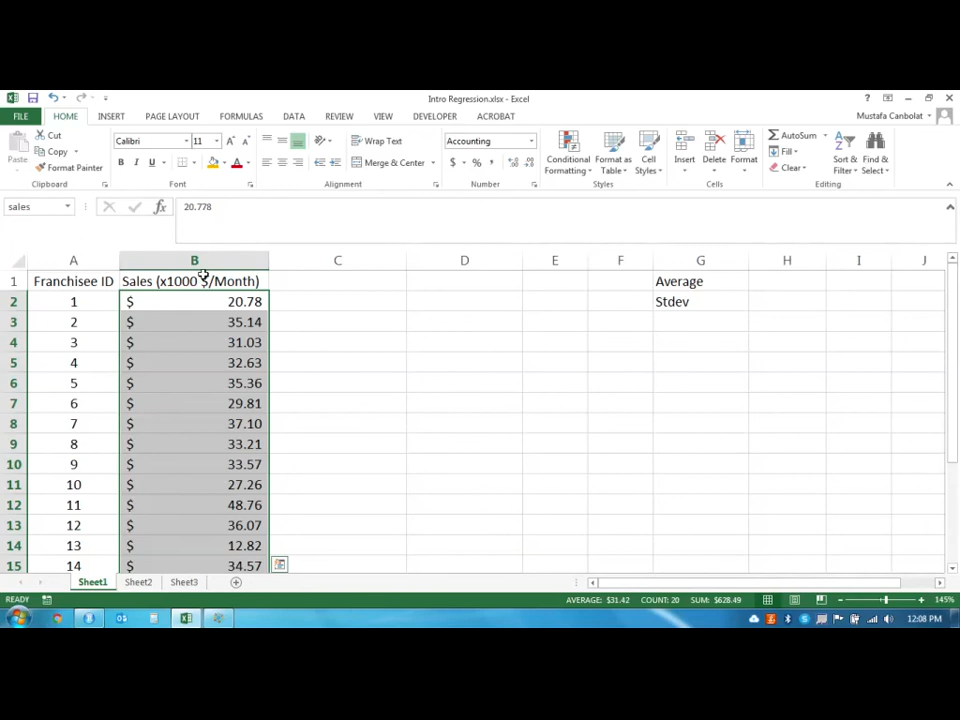 Intro Regression.xlsx - Excel
?
FILE HOME INSERT PAGE LAYOUT FORMULAS DATA REVIEW VIEW DEVELOPER ACROBAT Mustafa Canbolat
Paste Cut Copy Format Painter
Clipboard
Calibri 11
B I U A
Font
Wrap Text
Merge & Center
Alignment
Accounting
$ % ,
Number
Conditional Formatting Format as Table Cell Styles
Styles
Insert Delete Format
Cells
AutoSum Fill Clear Sort & Filter Find & Select
Editing
sales fx 20.778
A B C D E F G H I J
1 Franchisee ID Sales (x1000 $/Month) Average
2 1 $ 20.78 Stdev
3 2 $ 35.14
4 3 $ 31.03
5 4 $ 32.63
6 5 $ 35.36
7 6 $ 29.81
8 7 $ 37.10
9 8 $ 33.21
10 9 $ 33.57
11 10 $ 27.26
12 11 $ 48.76
13 12 $ 36.07
14 13 $ 12.82
15 14 $ 34.57
Sheet1 Sheet2 Sheet3
READY AVERAGE: $31.42 COUNT: 20 SUM: $628.49 145%
12:08 PM